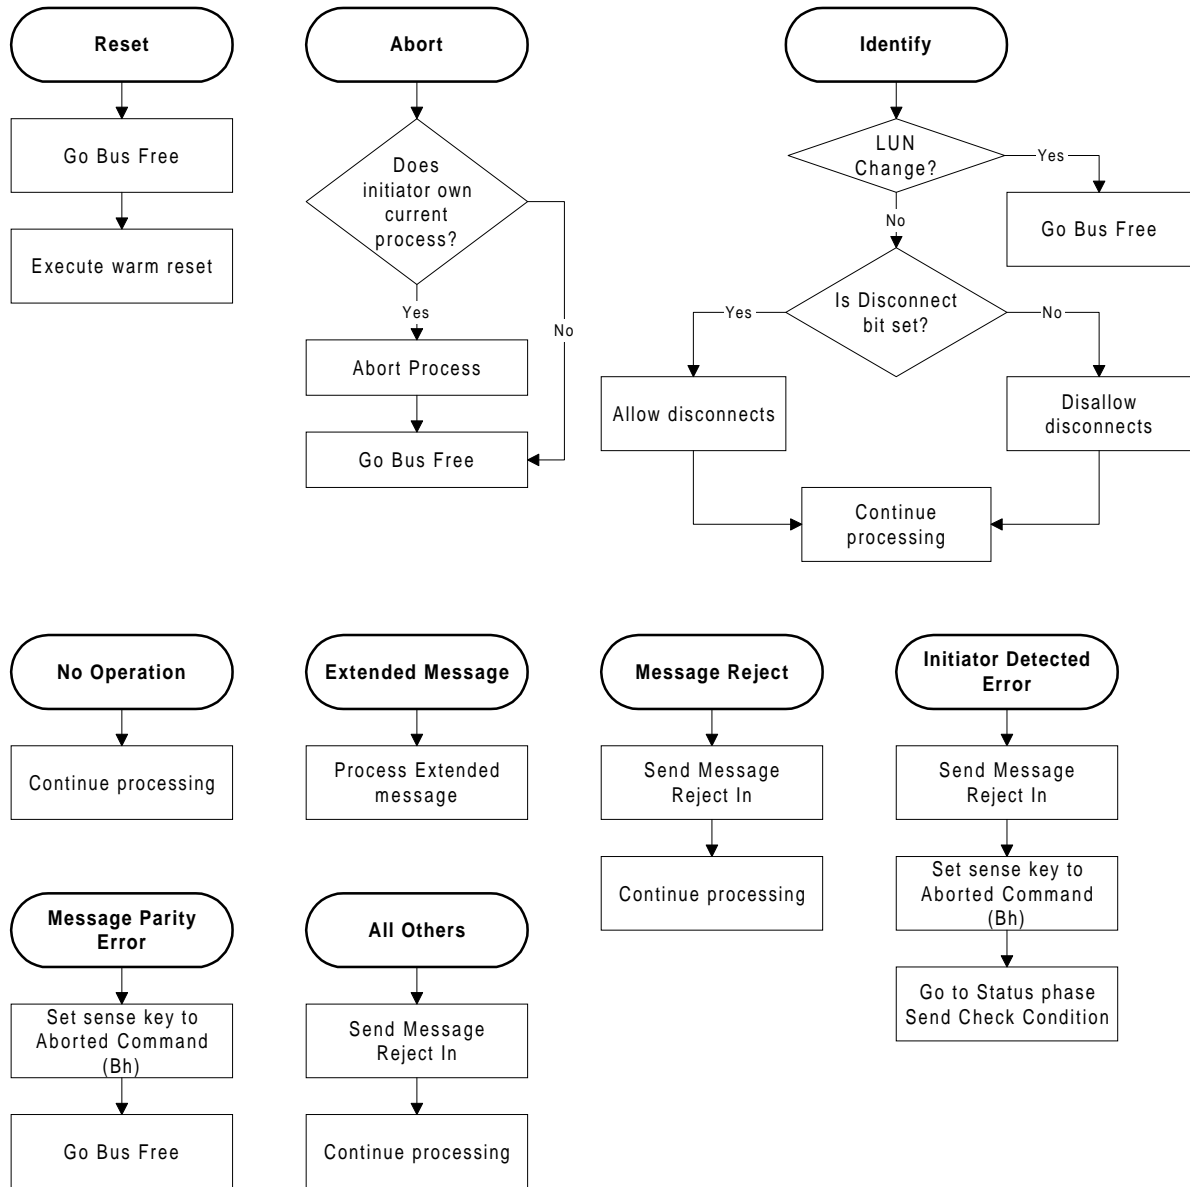 Reset
Go Bus Free
Execute warm reset
Abort
Does
initiator own
current
process?
Yes
No
Abort Process
Go Bus Free
Identify
LUN
Change?
Yes
Go Bus Free
No
Is Disconnect
bit set?
Yes
No
Allow disconnects
Disallow
disconnects
Continue
processing
No Operation
Continue processing
Extended Message
Process Extended
message
Message Reject
Send Message
Reject In
Continue processing
Initiator Detected
Error
Send Message
Reject In
Set sense key to
Aborted Command
(Bh)
Go to Status phase
Send Check Condition
Message Parity
Error
Set sense key to
Aborted Command
(Bh)
Go Bus Free
All Others
Send Message
Reject In
Continue processing